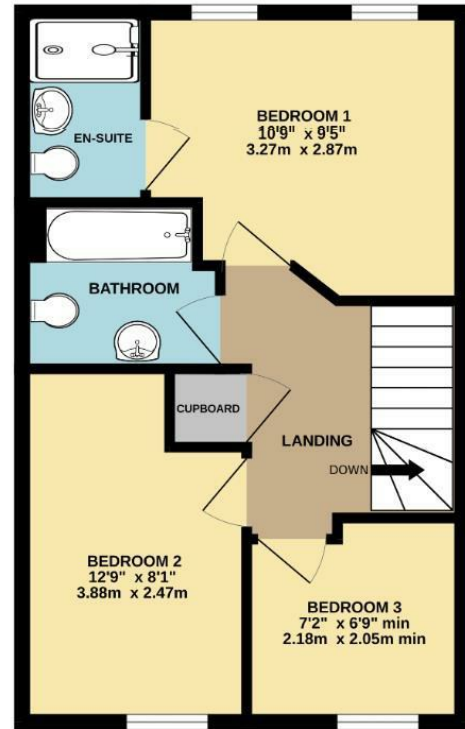 BEDROOM 1
10'9" x 9'5"
3.27m x 2.87m
EN-SUITE
BATHROOM
CUPBOARD
LANDING
DOWN
BEDROOM 2
12'9" x 8'1"
3.88m x 2.47m
BEDROOM 3
7'2" x 6'9" min
2.18m x 2.05m min